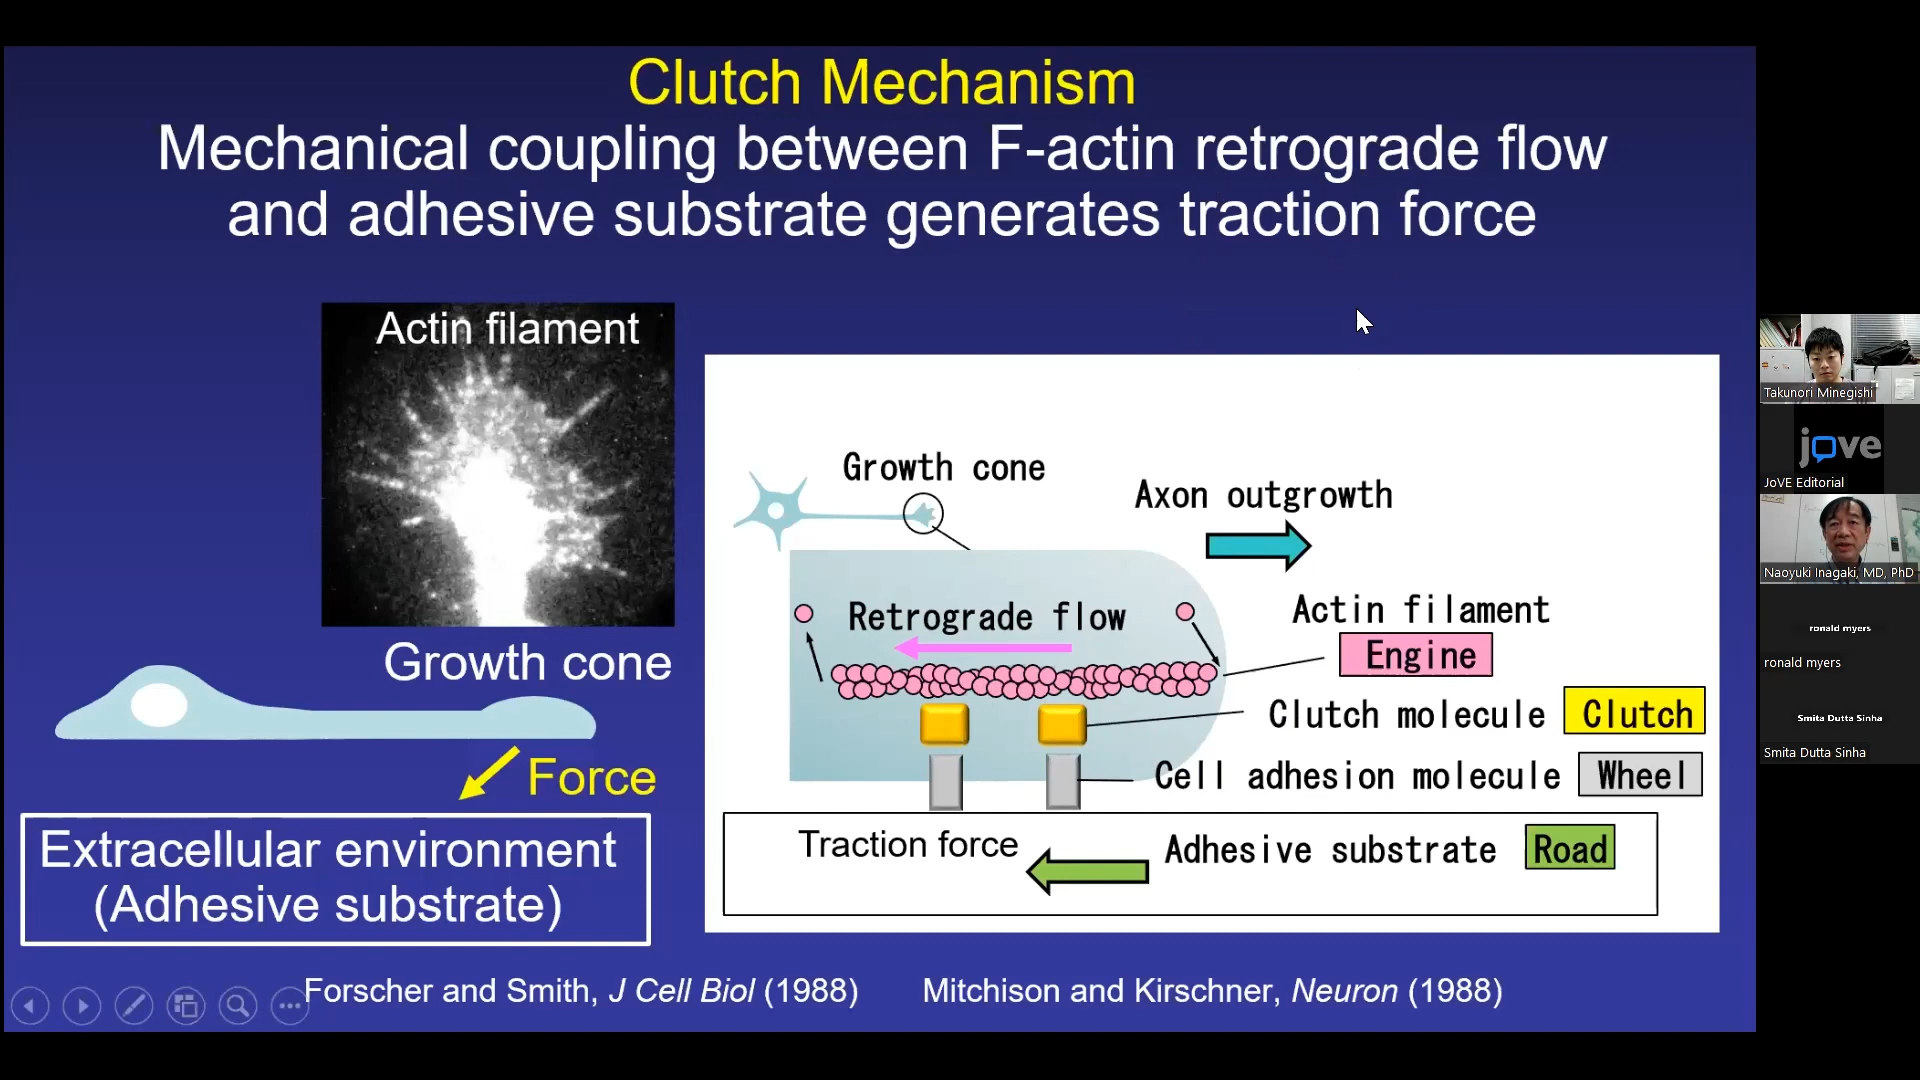 Clutch Mechanism
Mechanical coupling between F-actin retrograde flow
and adhesive substrate generates traction force
Actin filament
Growth cone
Force
Extracellular environment
(Adhesive substrate)
Growth cone
Axon outgrowth
Retrograde flow
Actin filament
Engine
Clutch molecule Clutch
Cell adhesion molecule Wheel
Traction force
Adhesive substrate Road
Forscher and Smith, J Cell Biol (1988)
Mitchison and Kirschner, Neuron (1988)
Takunori Minegishi
jove
JoVE Editorial
Naoyuki Inagaki, MD, PhD
ronald myers
ronald myers
Smita Dutta Sinha
Smita Dutta Sinha